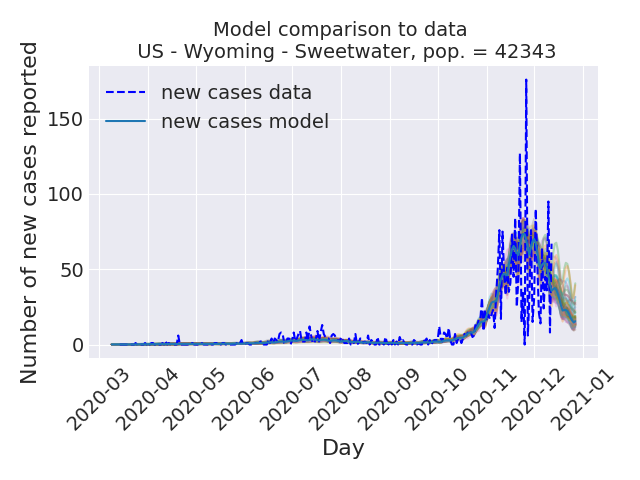 Model comparison to data
US - Wyoming - Sweetwater, pop. = 42343
new cases data
new cases model
Number of new cases reported
150
100
50
0
2020-03
2020-04
2020-05
2020-06
2020-07
2020-08
2020-09
2020-10
2020-11
2020-12
2021-01
Day